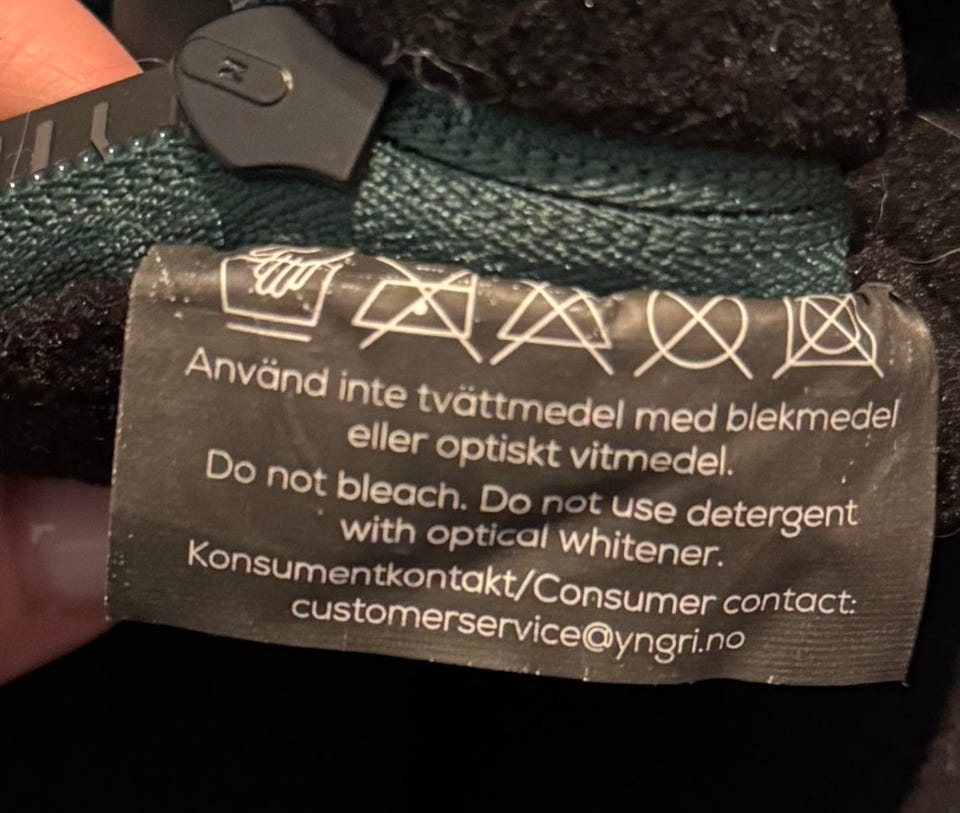 K
Använd inte tvättmedel med blekmedel
eller optiskt vitmedel.
Do not bleach. Do not use detergent
with optical whitener.
Konsumentkontakt/Consumer contact:
customerservice@yngri.no